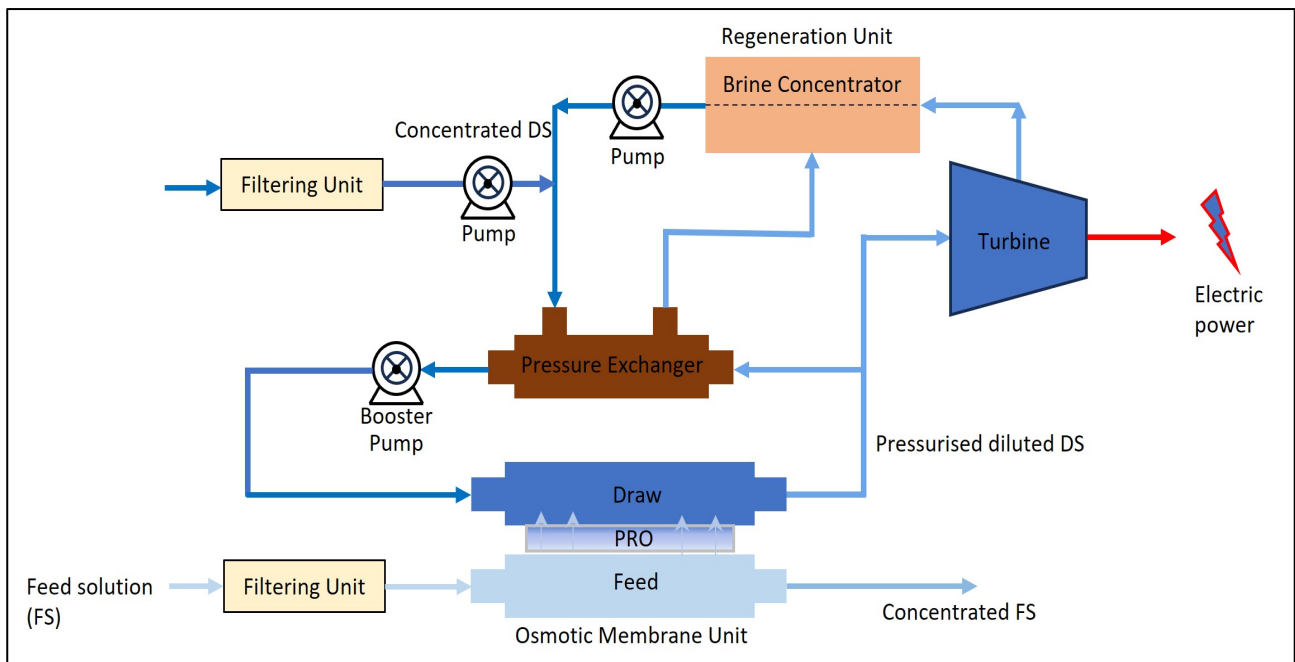 Regeneration Unit
Brine Concentrator
Concentrated DS
Pump
Filtering Unit
Pump
Turbine
Electric
power
Pressure Exchanger
Booster
Pump
Pressurised diluted DS
Draw
PRO
Feed solution
(FS)
Filtering Unit
Feed
Concentrated FS
Osmotic Membrane Unit